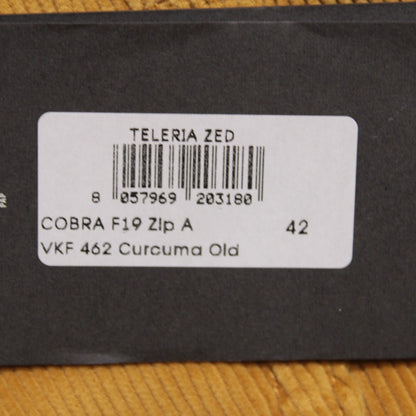 TELERIA ZED
8 057969 203180
COBRA F19 Zip A 42
VKF 462 Curcuma Old